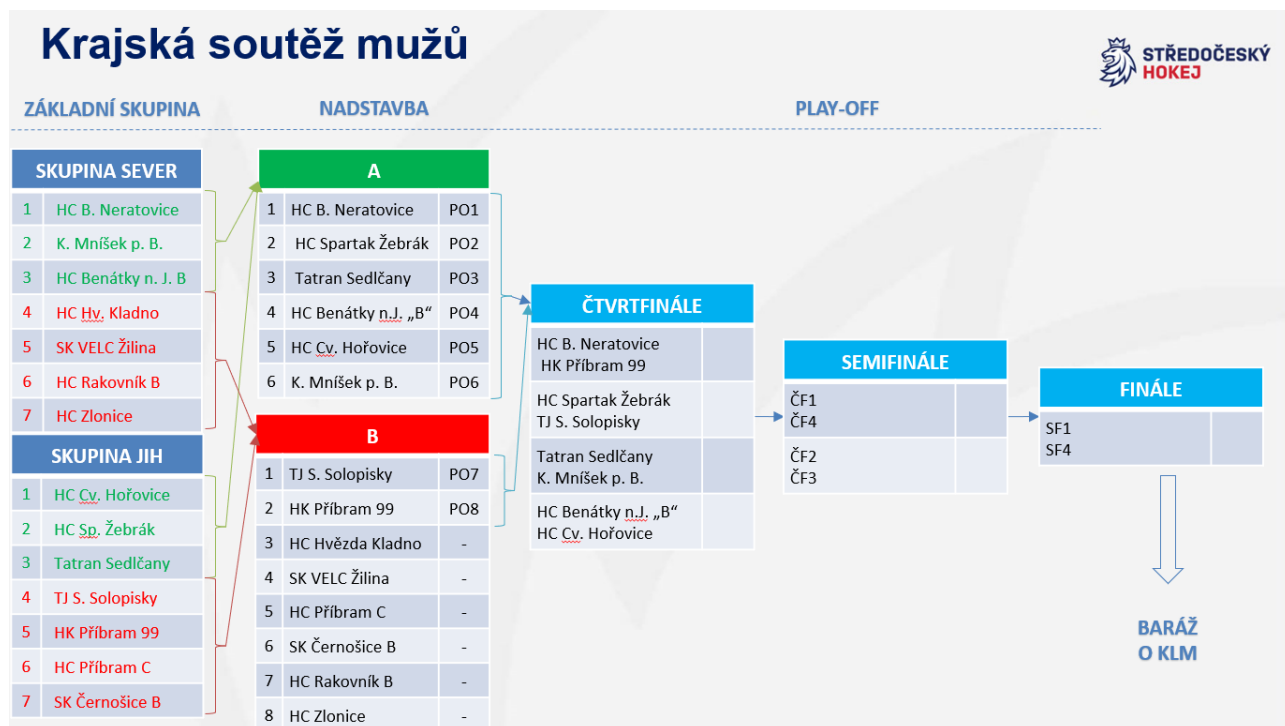 Krajská soutěž mužů
STŘEDOČESKÝ
HOKEJ
ZÁKLADNÍ SKUPINA
NADSTAVBA
PLAY-OFF
SKUPINA SEVER
1 HC B. Neratovice
2 K. Mníšek p. B.
3 HC Benátky n. J. B
4 HC Hv. Kladno
5 SK VELC Žilina
6 HC Rakovník B
7 HC Zlonice
SKUPINA JIH
1 HC Cv. Hořovice
2 HC Sp. Žebrák
3 Tatran Sedlčany
4 TJ S. Solopisky
5 HK Příbram 99
6 HC Příbram C
7 SK Černošice B
A
1 HC B. Neratovice PO1
2 HC Spartak Žebrák PO2
3 Tatran Sedlčany PO3
4 HC Benátky n.J. „B“ PO4
5 HC Cv. Hořovice PO5
6 K. Mníšek p. B. PO6
B
1 TJ S. Solopisky PO7
2 HK Příbram 99 PO8
3 HC Hvězda Kladno -
4 SK VELC Žilina -
5 HC Příbram C -
6 SK Černošice B -
7 HC Rakovník B -
8 HC Zlonice -
ČTVRTFINÁLE
HC B. Neratovice
HK Příbram 99
HC Spartak Žebrák
TJ S. Solopisky
Tatran Sedlčany
K. Mníšek p. B.
HC Benátky n.J. „B“
HC Cv. Hořovice
SEMIFINÁLE
ČF1
ČF4
ČF2
ČF3
FINÁLE
SF1
SF4
BARÁŽ
O KLM